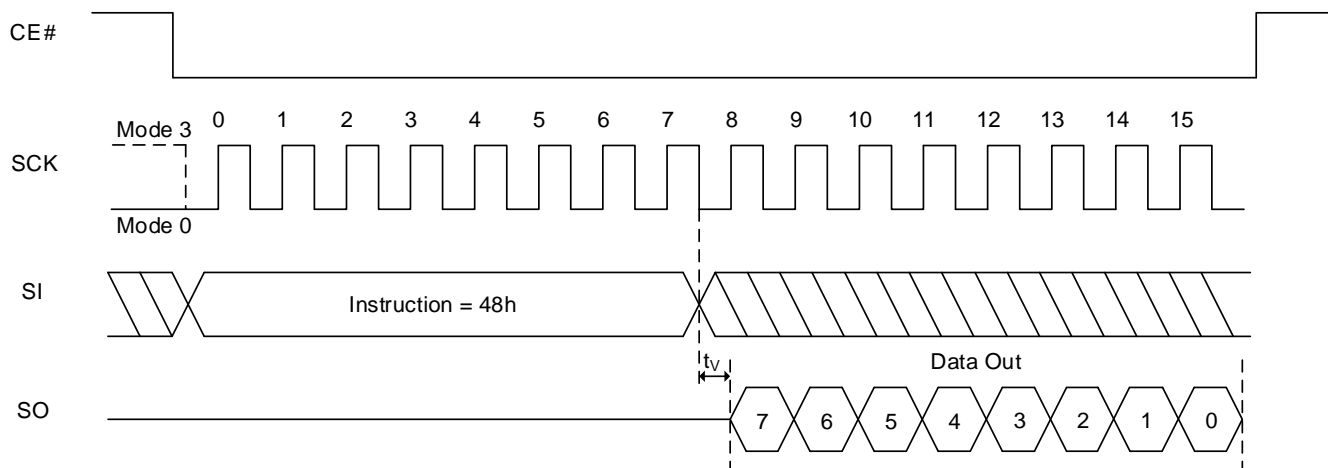 CE#
Mode 3
0 1 2 3 4 5 6 7 8 9 10 11 12 13 14 15
SCK
Mode 0
SI
Instruction = 48h
tV
Data Out
SO
7 6 5 4 3 2 1 0